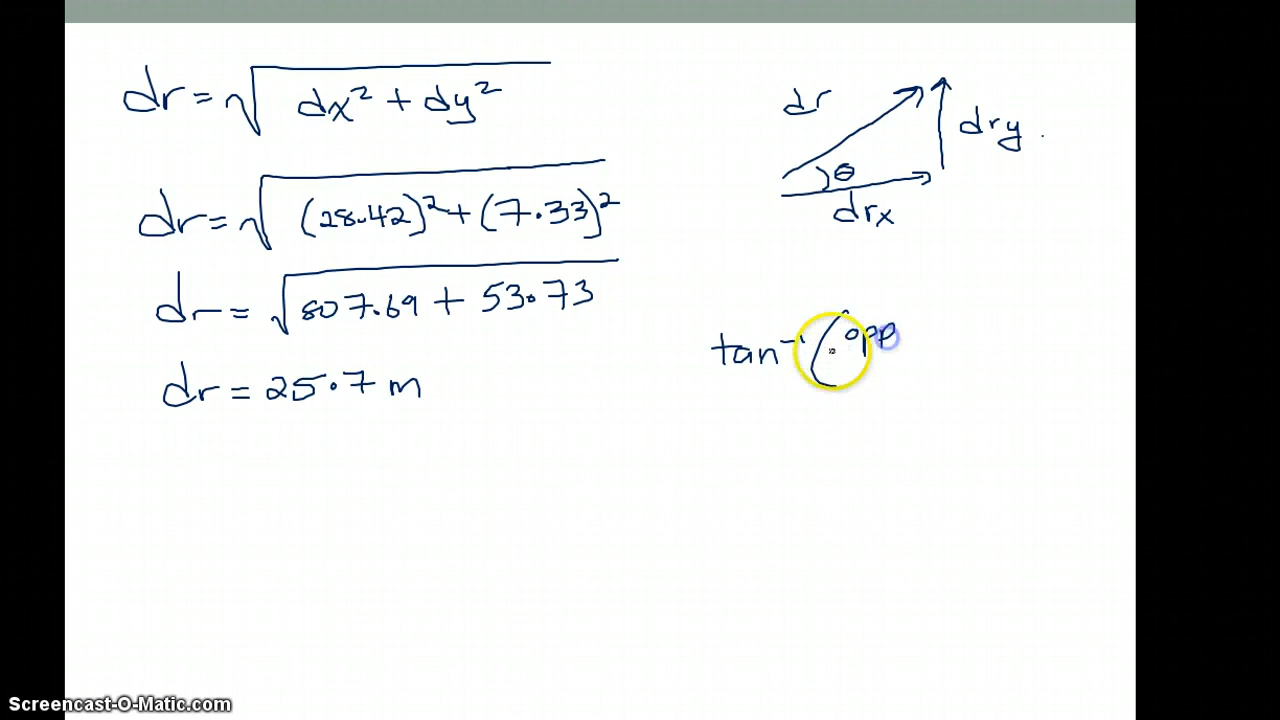 dr = √ dx² + dy²
dr = √ (28.42)² + (7.33)²
dr = √ 807.69 + 53.73
dr = 25.7 m
dr
dry
θ
drx
tan⁻¹ ( opp
Screencast-O-Matic.com